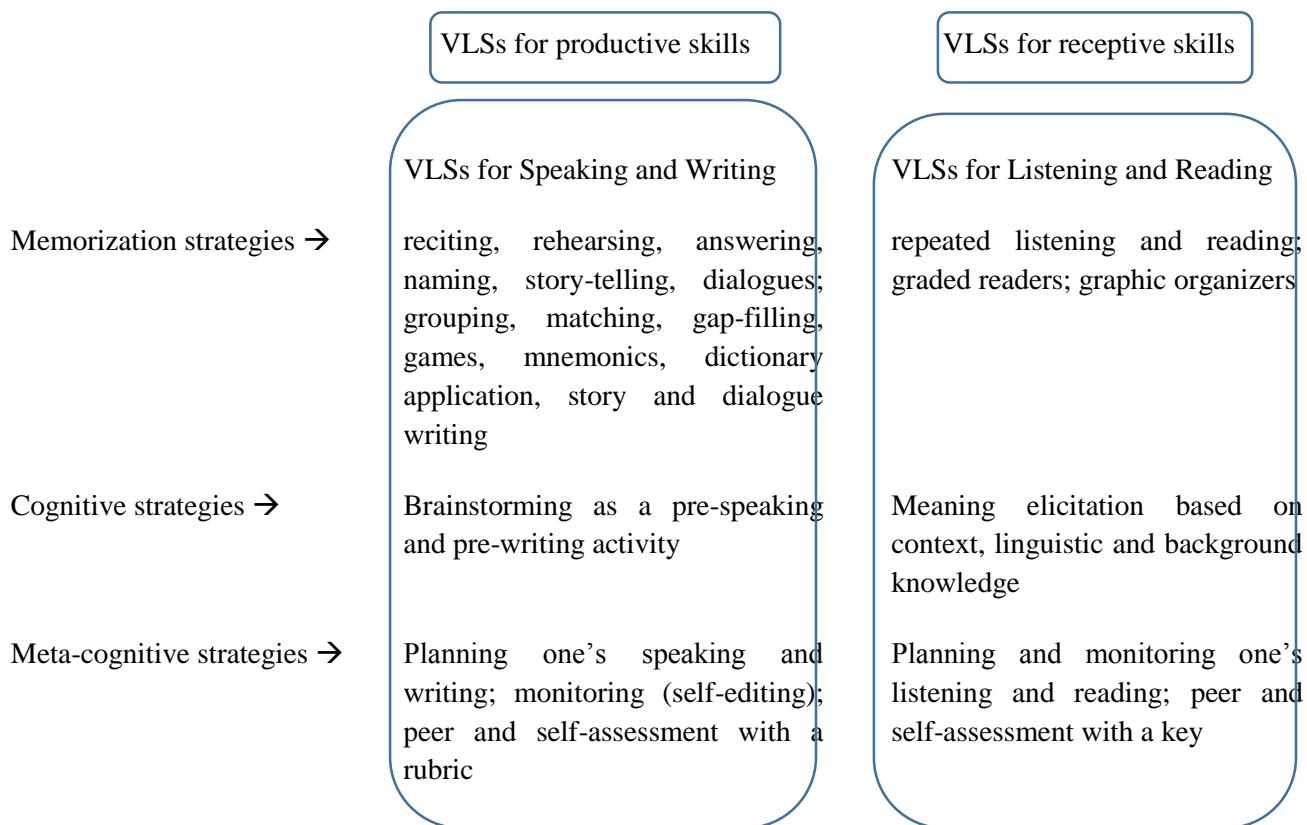 VLSs for productive skills
VLSs for receptive skills
VLSs for Speaking and Writing
VLSs for Listening and Reading
Memorization strategies →
reciting, rehearsing, answering,
naming, story-telling, dialogues;
grouping, matching, gap-filling,
games, mnemonics, dictionary
application, story and dialogue
writing
repeated listening and reading;
graded readers; graphic organizers
Cognitive strategies →
Brainstorming as a pre-speaking
and pre-writing activity
Meaning elicitation based on
context, linguistic and background
knowledge
Meta-cognitive strategies →
Planning one’s speaking and
writing; monitoring (self-editing);
peer and self-assessment with a
rubric
Planning and monitoring one’s
listening and reading; peer and
self-assessment with a key